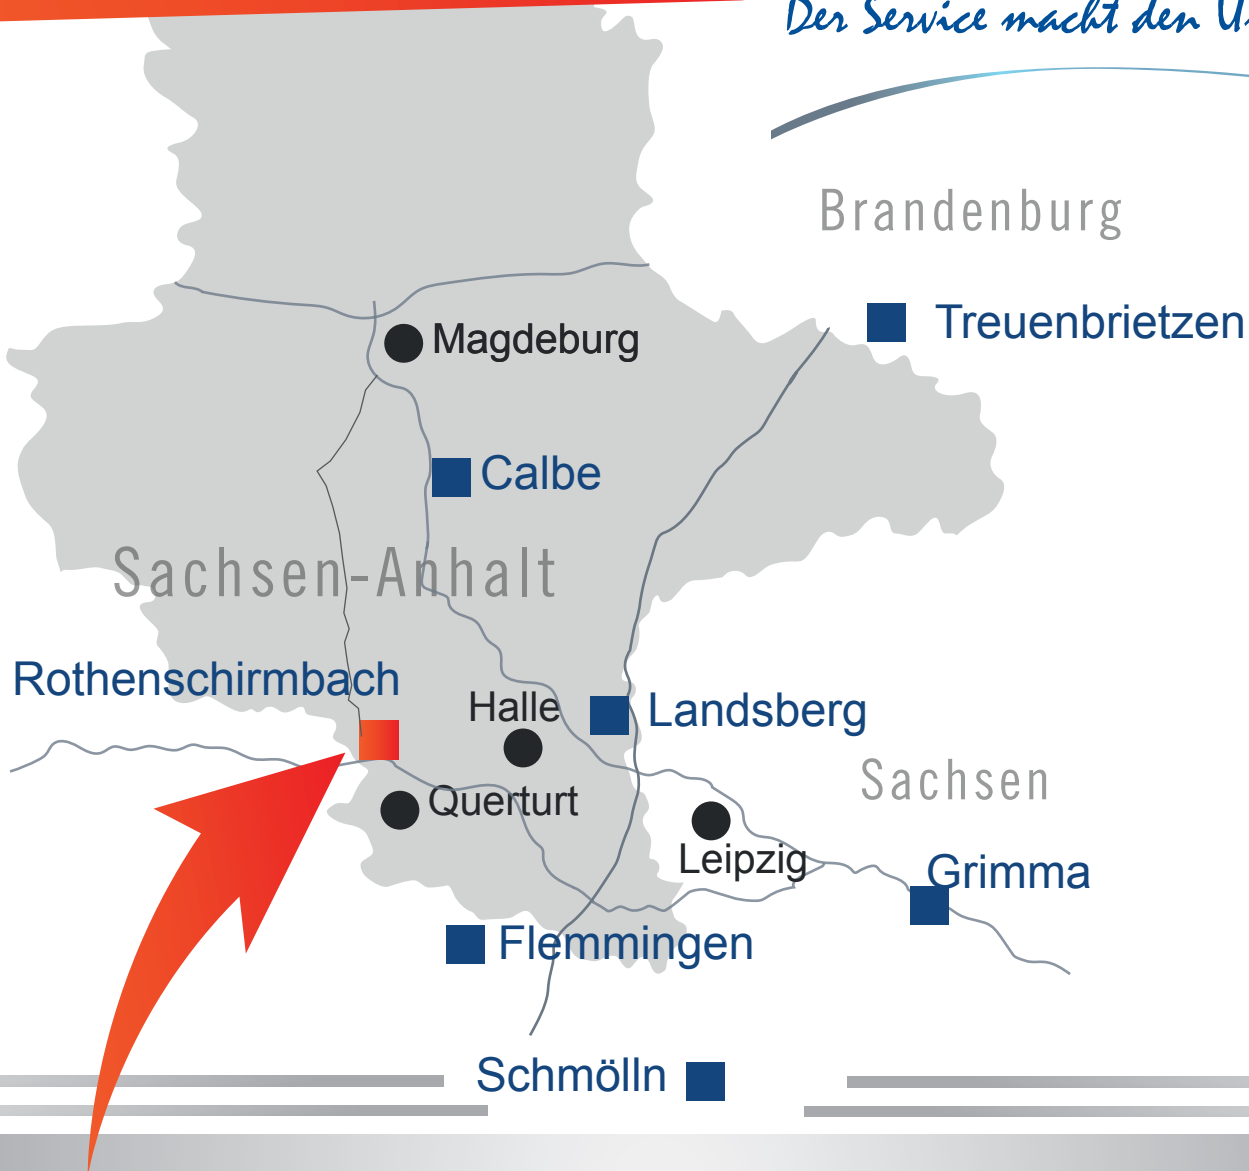 Der Service macht den
Brandenburg
Treuenbrietzen
Magdeburg
Calbe
Sachsen-Anhalt
Rothenschirmbach
Halle
Landsberg
Sachsen
Querturt
Leipzig
Grimma
Flemmingen
Schmölln